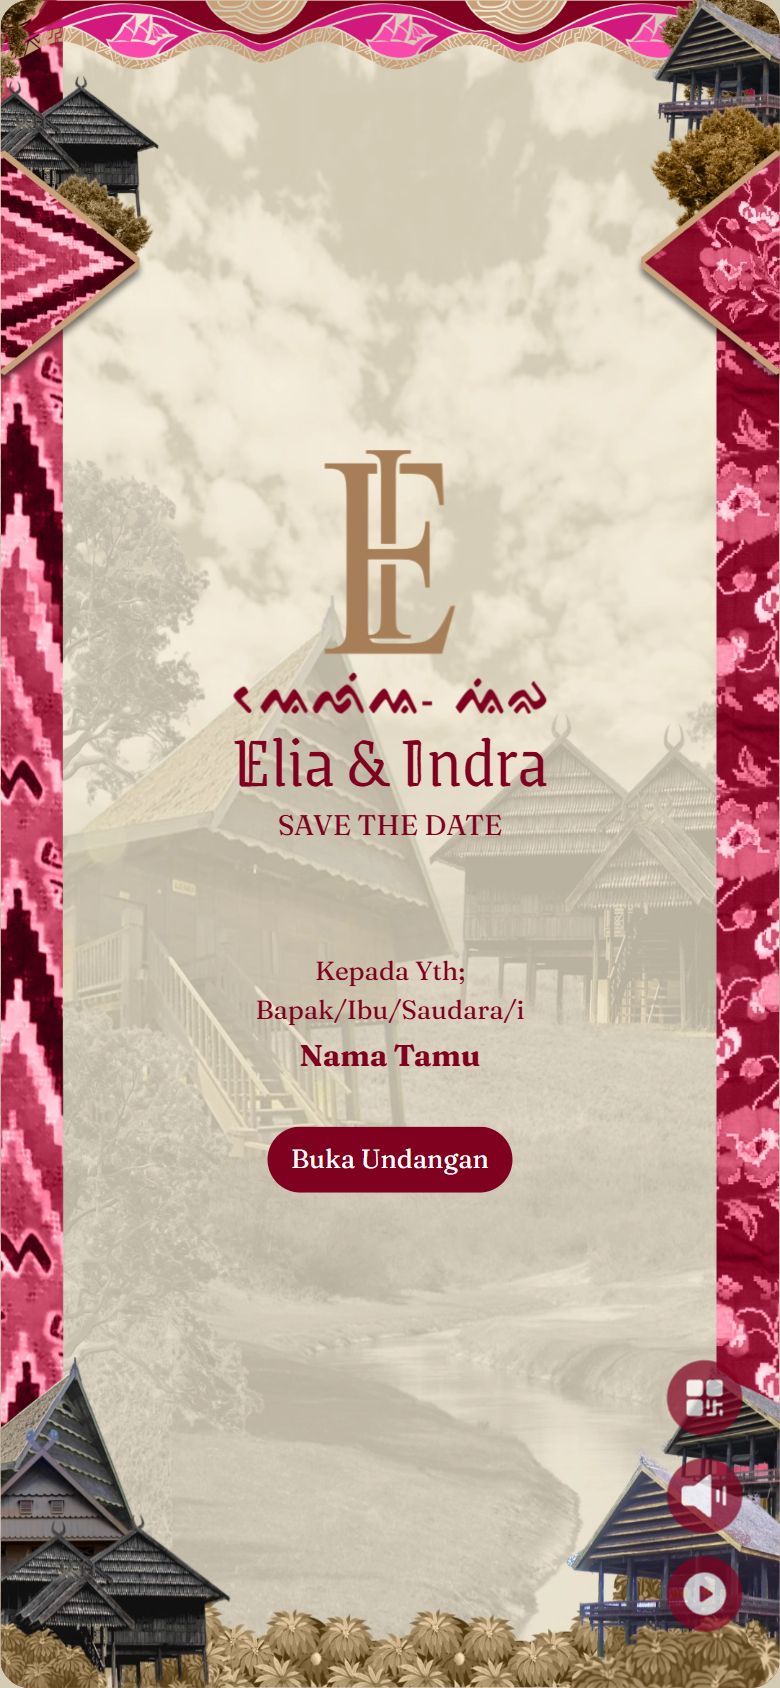 Elia & Indra
SAVE THE DATE
Kepada Yth;
Bapak/Ibu/Saudara/i
Nama Tamu
Buka Undangan